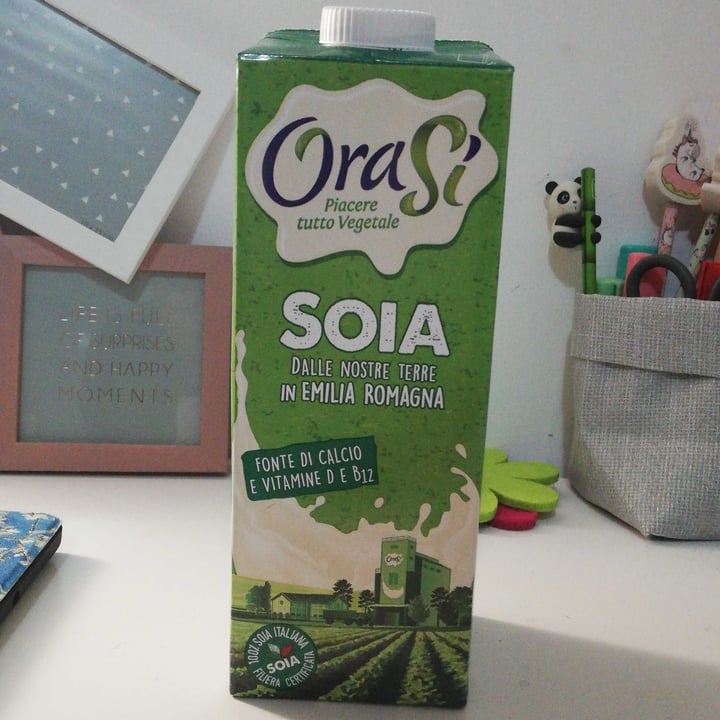 OraSì
Piacere
tutto Vegetale
SOIA
DALLE NOSTRE TERRE
IN EMILIA ROMAGNA
FONTE DI CALCIO
E VITAMINE D E B12
OraSì
100% SOIA ITALIANA
SOIA
FILIERA CERTIFICATA
LIFE IS FULL
OF SURPRISES
AND HAPPY
MOMENTS